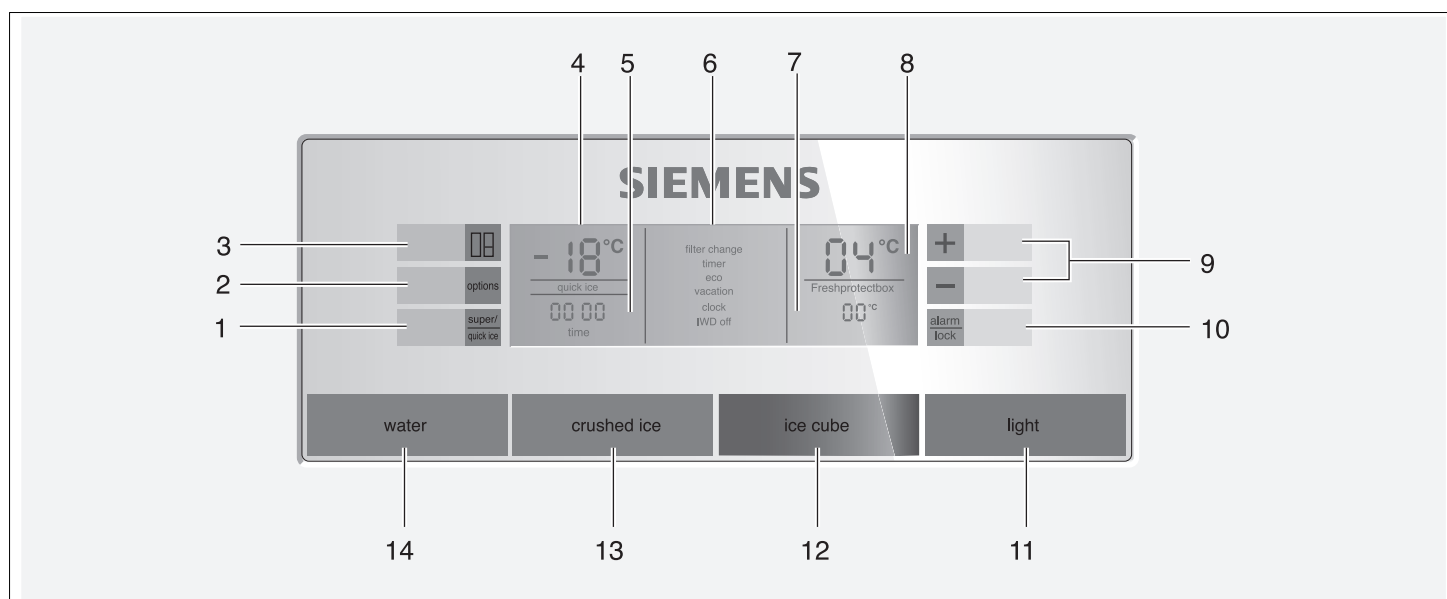 4 5 6 7 8
SIEMENS
3
2 options
1 super/
quick ice
-18°C
quick ice
00 00
time
filter change
timer
eco
vacation
clock
IWD off
04°C
Freshprotectbox
00°C
+
−
9
alarm
lock
10
water crushed ice ice cube light
14 13 12 11